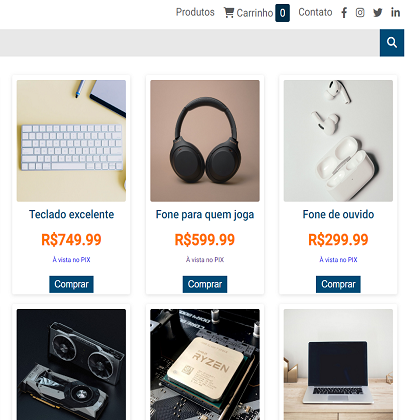 Produtos Carrinho 0 Contato
Teclado excelente Fone para quem joga Fone de ouvido
R$749.99 R$599.99 R$299.99
À vista no PIX À vista no PIX À vista no PIX
Comprar Comprar Comprar
RYZEN